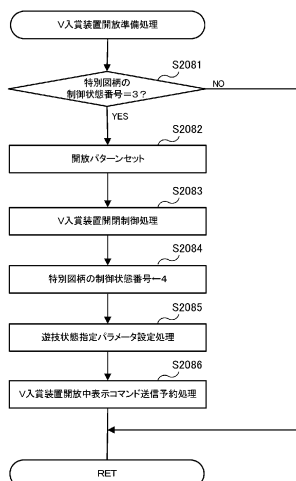 V入賞装置開放準備処理
S2081
特別図柄の
制御状態番号=3?
NO
YES
S2082
開放パターンセット
S2083
V入賞装置開閉制御処理
S2084
特別図柄の制御状態番号←4
S2085
遊技状態指定パラメータ設定処理
S2086
V入賞装置開放中表示コマンド送信予約処理
RET